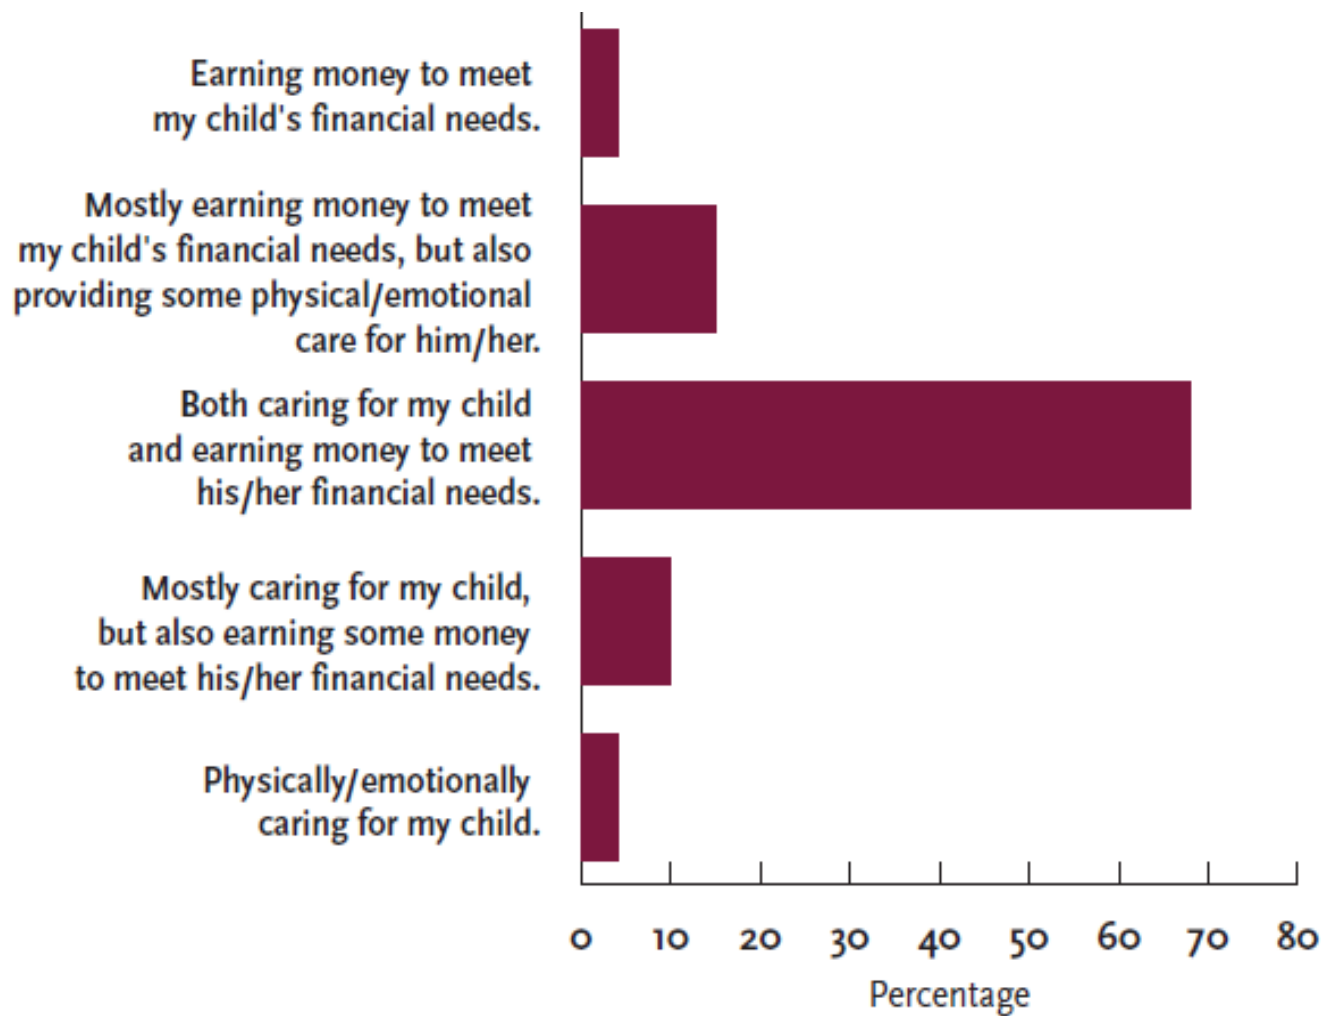 Earning money to meet
my child's financial needs.
Mostly earning money to meet
my child's financial needs, but also
providing some physical/emotional
care for him/her.
Both caring for my child
and earning money to meet
his/her financial needs.
Mostly caring for my child,
but also earning some money
to meet his/her financial needs.
Physically/emotionally
caring for my child.
0 10 20 30 40 50 60 70 80
Percentage